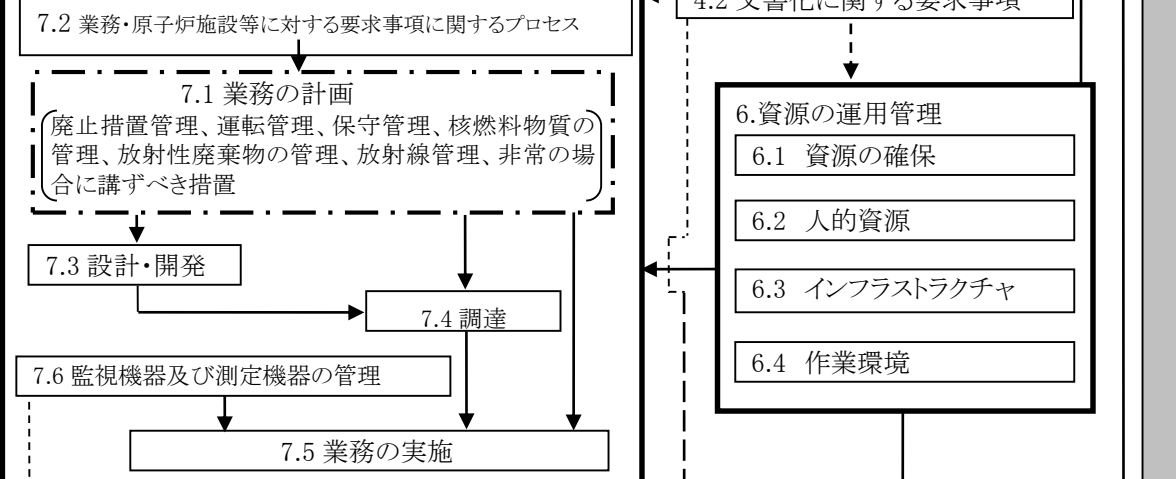 7.2 業務・原子炉施設等に対する要求事項に関するプロセス
7.1 業務の計画
廃止措置管理、運転管理、保守管理、核燃料物質の
管理、放射性廃棄物の管理、放射線管理、非常の場
合に講ずべき措置
7.3 設計・開発
7.4 調達
7.6 監視機器及び測定機器の管理
7.5 業務の実施
4.2 文書化に関する要求事項
6.資源の運用管理
6.1 資源の確保
6.2 人的資源
6.3 インフラストラクチャ
6.4 作業環境